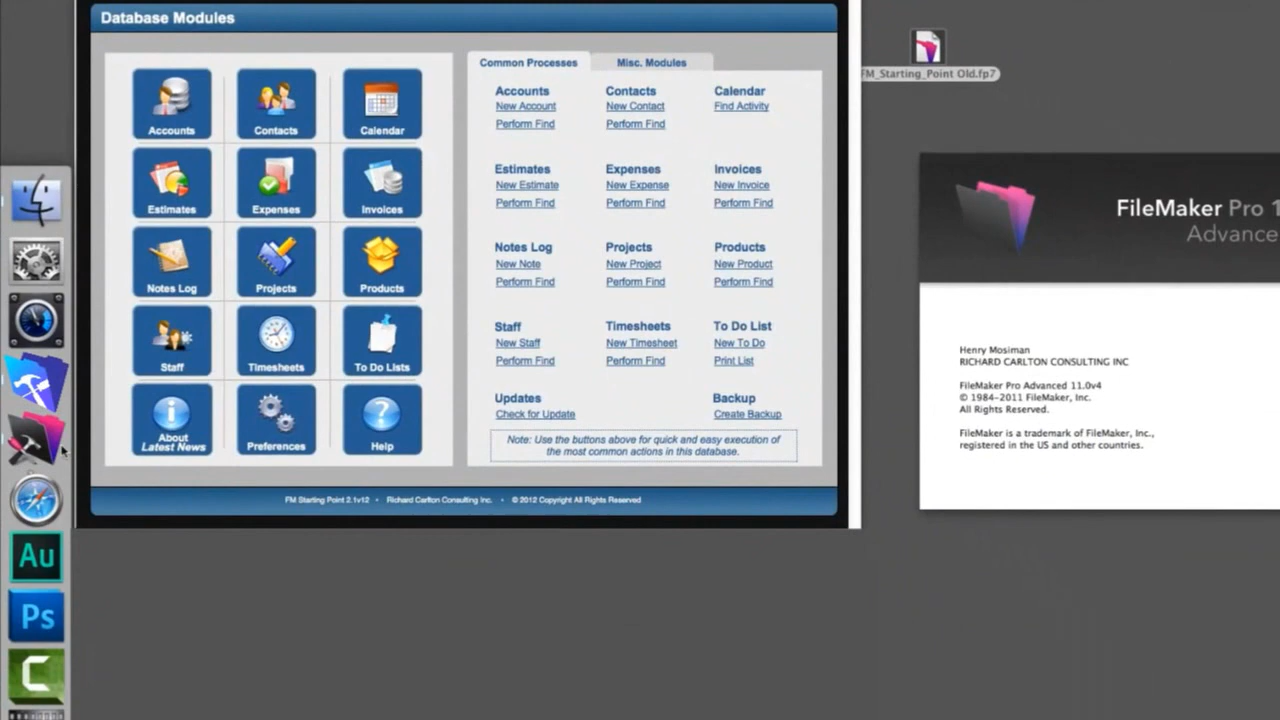 Database Modules
Accounts
Contacts
Calendar
Estimates
Expenses
Invoices
Notes Log
Projects
Products
Staff
Timesheets
To Do Lists
About
Latest News
Preferences
Help
Common Processes
Misc. Modules
Accounts
New Account
Perform Find
Contacts
New Contact
Perform Find
Calendar
Find Activity
Estimates
New Estimate
Perform Find
Expenses
New Expense
Perform Find
Invoices
New Invoice
Perform Find
Notes Log
New Note
Perform Find
Projects
New Project
Perform Find
Products
New Product
Perform Find
Staff
New Staff
Perform Find
Timesheets
New Timesheet
Perform Find
To Do List
New To Do
Print List
Updates
Check for Update
Backup
Create Backup
Note: Use the buttons above for quick and easy execution of
the most common actions in this database.
FM Starting Point 2.1v12 • Richard Carlton Consulting Inc. • © 2012 Copyright All Rights Reserved
FM_Starting_Point Old.fp7
FileMaker Pro 1
Advance
Henry Mosiman
RICHARD CARLTON CONSULTING INC
FileMaker Pro Advanced 11.0v4
© 1984-2011 FileMaker, Inc.
All Rights Reserved.
FileMaker is a trademark of FileMaker, Inc.,
registered in the US and other countries.
Au
Ps